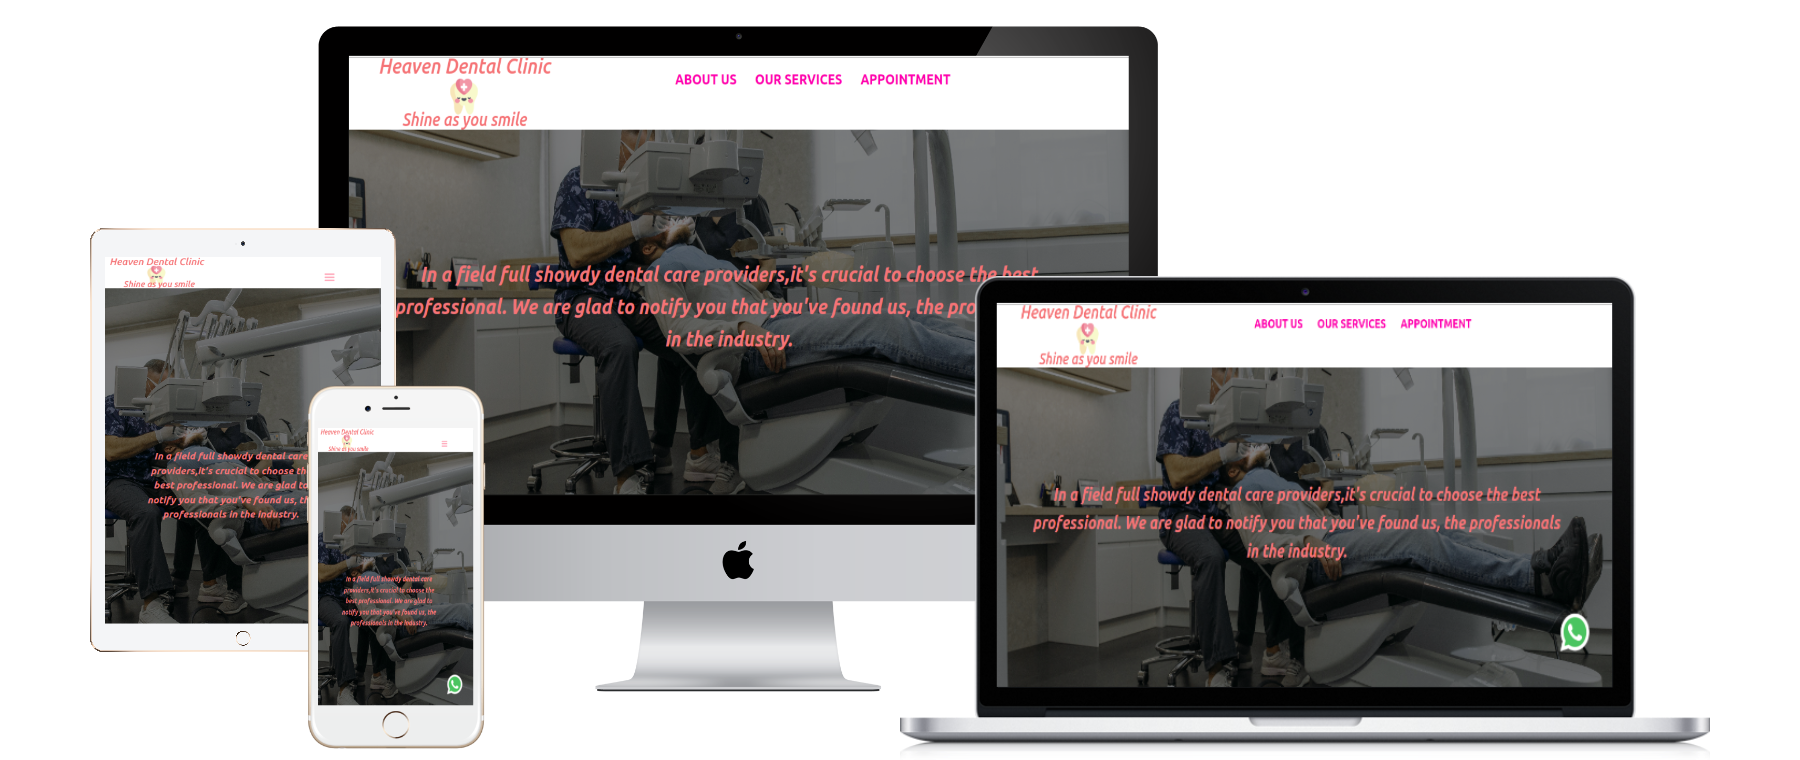 Heaven Dental Clinic
Shine as you smile
ABOUT US OUR SERVICES APPOINTMENT
In a field full showdy dental care providers,it's crucial to choose the best
professional. We are glad to notify you that you've found us, the pro
in the industry.
Heaven Dental Clinic
Shine as you smile
In a field full showdy dental care
providers,it's crucial to choose th
best professional. We are glad to
notify you that you've found us, th
professionals in the industry.
Heaven Dental Clinic
Shine as you smile
In a field full showdy dental care
providers,it's crucial to choose the
best professional. We are glad to
notify you that you've found us, the
professionals in the industry.
Heaven Dental Clinic
Shine as you smile
ABOUT US OUR SERVICES APPOINTMENT
In a field full showdy dental care providers,it's crucial to choose the best
professional. We are glad to notify you that you've found us, the professionals
in the industry.